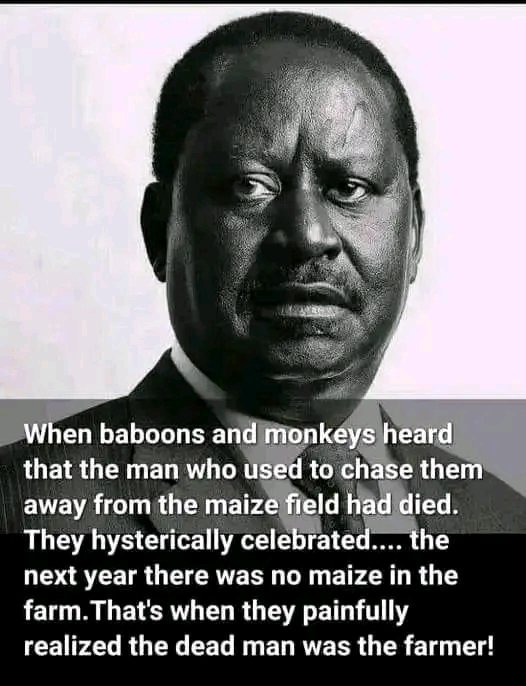 When baboons and monkeys heard
that the man who used to chase them
away from the maize field had died.
They hysterically celebrated.... the
next year there was no maize in the
farm.That's when they painfully
realized the dead man was the farmer!